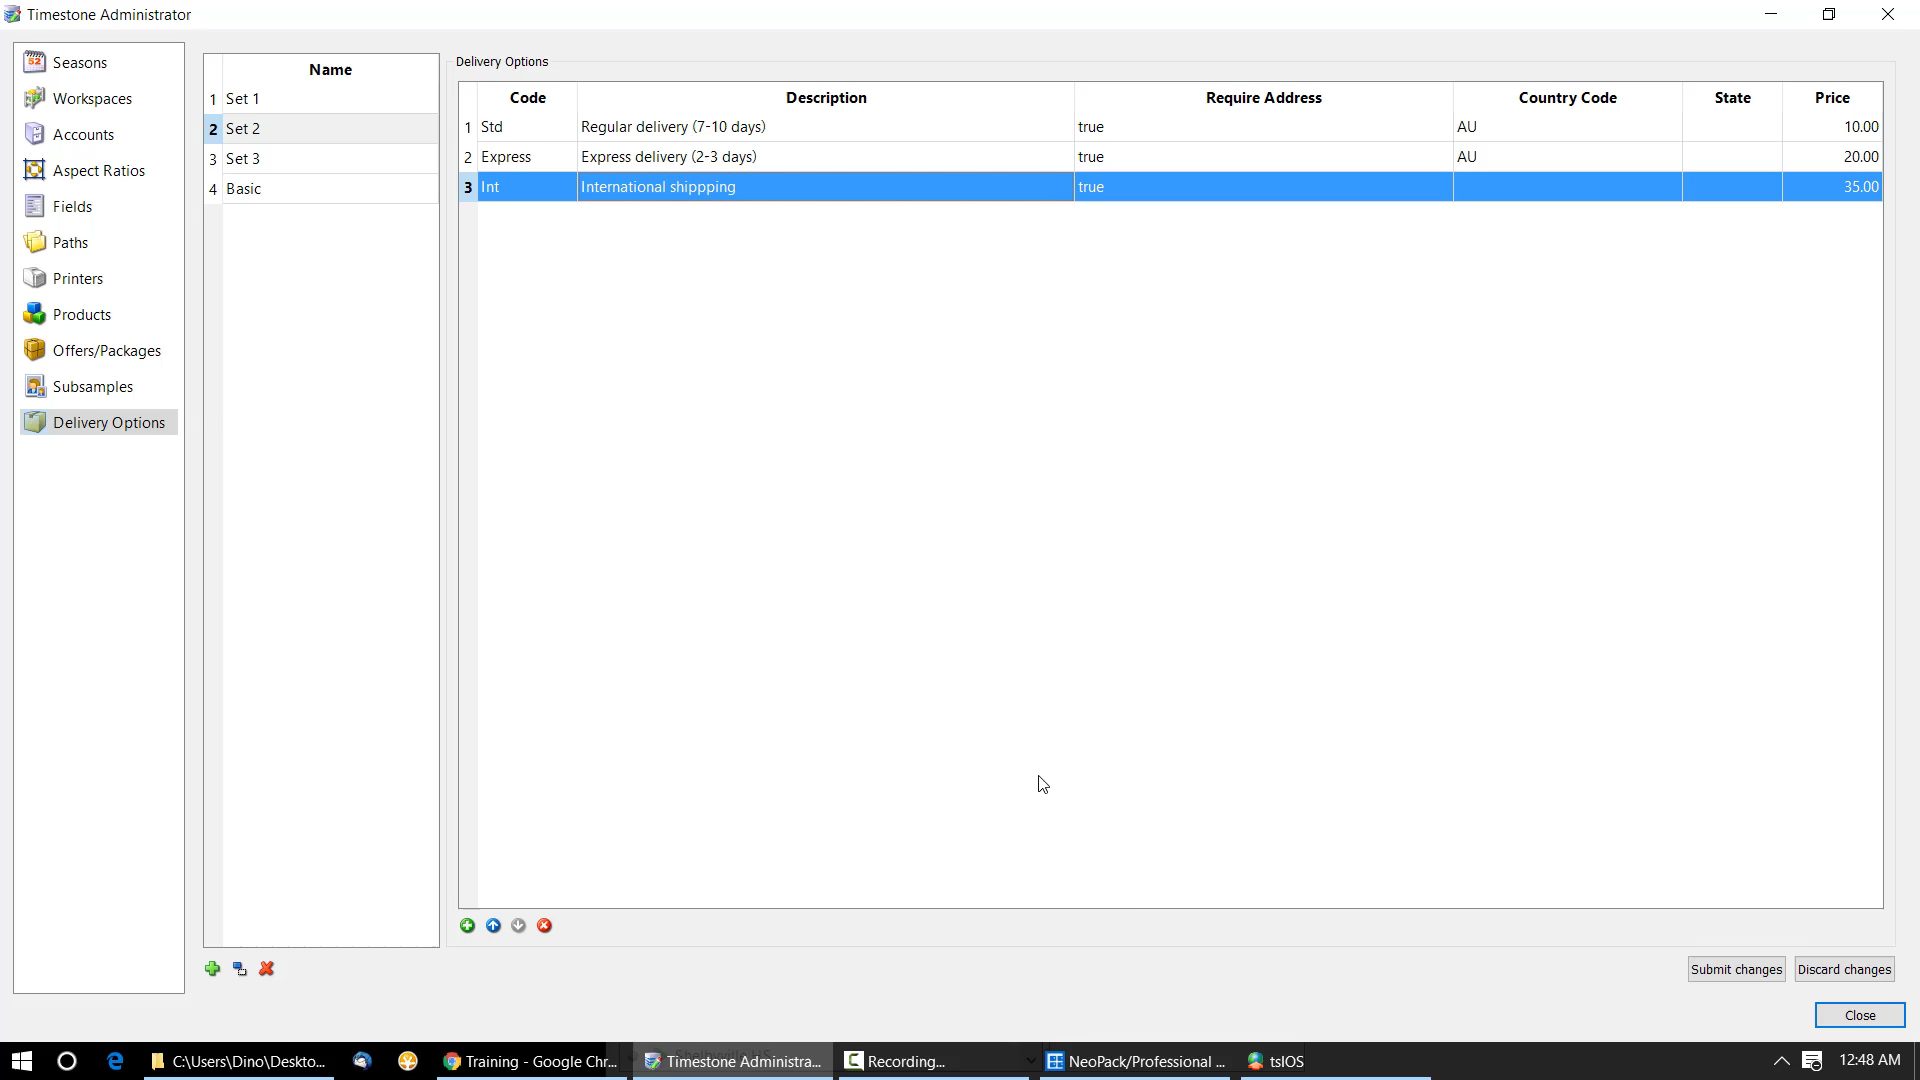 Timestone Administrator
Seasons
Workspaces
Accounts
Aspect Ratios
Fields
Paths
Printers
Products
Offers/Packages
Subsamples
Delivery Options
Name
1 Set 1
2 Set 2
3 Set 3
4 Basic
Delivery Options
Code Description Require Address Country Code State Price
1 Std Regular delivery (7-10 days) true AU 10.00
2 Express Express delivery (2-3 days) true AU 20.00
3 Int International shippping true 35.00
Submit changes Discard changes
Close
C:\Users\Dino\Deskto... Training - Google Chr... Timestone Administra... Recording... NeoPack/Professional ... tsIOS 12:48 AM